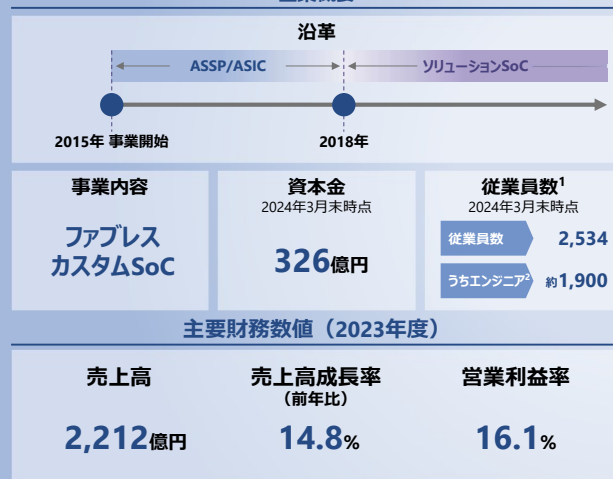 沿革
ASSP/ASIC
ソリューションSoC
2015年 事業開始
2018年
事業内容
ファブレス
カスタムSoC
資本金
2024年3月末時点
326億円
従業員数1
2024年3月末時点
従業員数 2,534
うちエンジニア2 約1,900
主要財務数値（2023年度）
売上高
2,212億円
売上高成長率
（前年比）
14.8%
営業利益率
16.1%